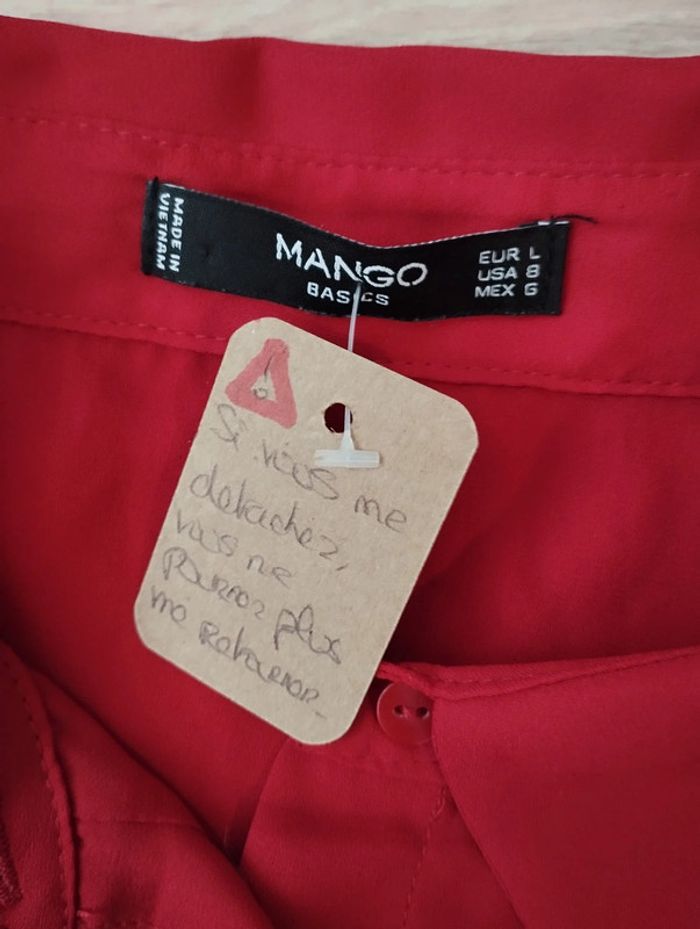 MADE IN
VIETNAM
MANGO
BASICS
EUR L
USA 8
MEX G
Si vous me
detachez,
vous ne
Pourrez plus
me Retourner